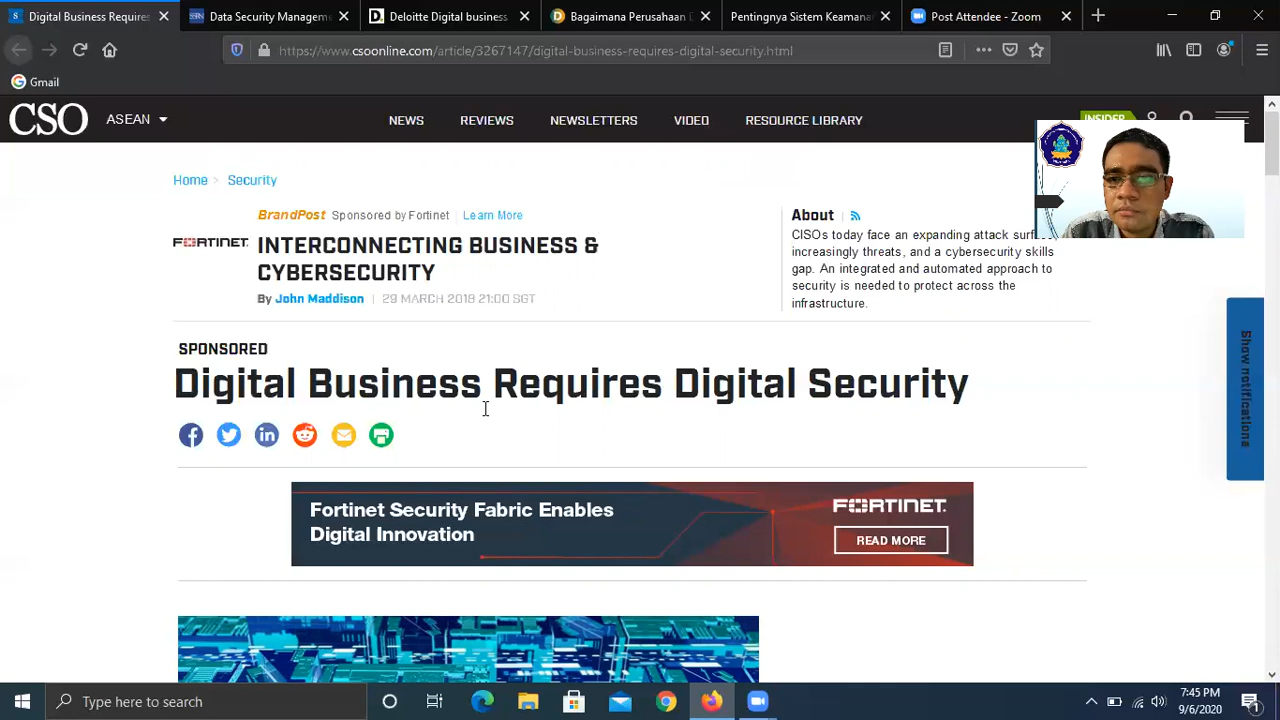 Digital Business Requires
Data Security Managem
Deloitte Digital business
Bagaimana Perusahaan
Pentingnya Sistem Keamana
Post Attendee - Zoom
https://www.csoonline.com/article/3267147/digital-business-requires-digital-security.html
Gmail
CSO
ASEAN
NEWS
REVIEWS
NEWSLETTERS
VIDEO
RESOURCE LIBRARY
INSIDER
Home > Security
BrandPost Sponsored by Fortinet | Learn More
FORTINET
INTERCONNECTING BUSINESS &
CYBERSECURITY
By John Maddison | 29 MARCH 2018 21:00 SGT
About
CISOs today face an expanding attack surf
increasingly threats, and a cybersecurity skills
gap. An integrated and automated approach to
security is needed to protect across the
infrastructure.
Show notifications
SPONSORED
Digital Business Requires Digital Security
Fortinet Security Fabric Enables
Digital Innovation
FORTINET
READ MORE
Type here to search
7:45 PM
9/6/2020
1